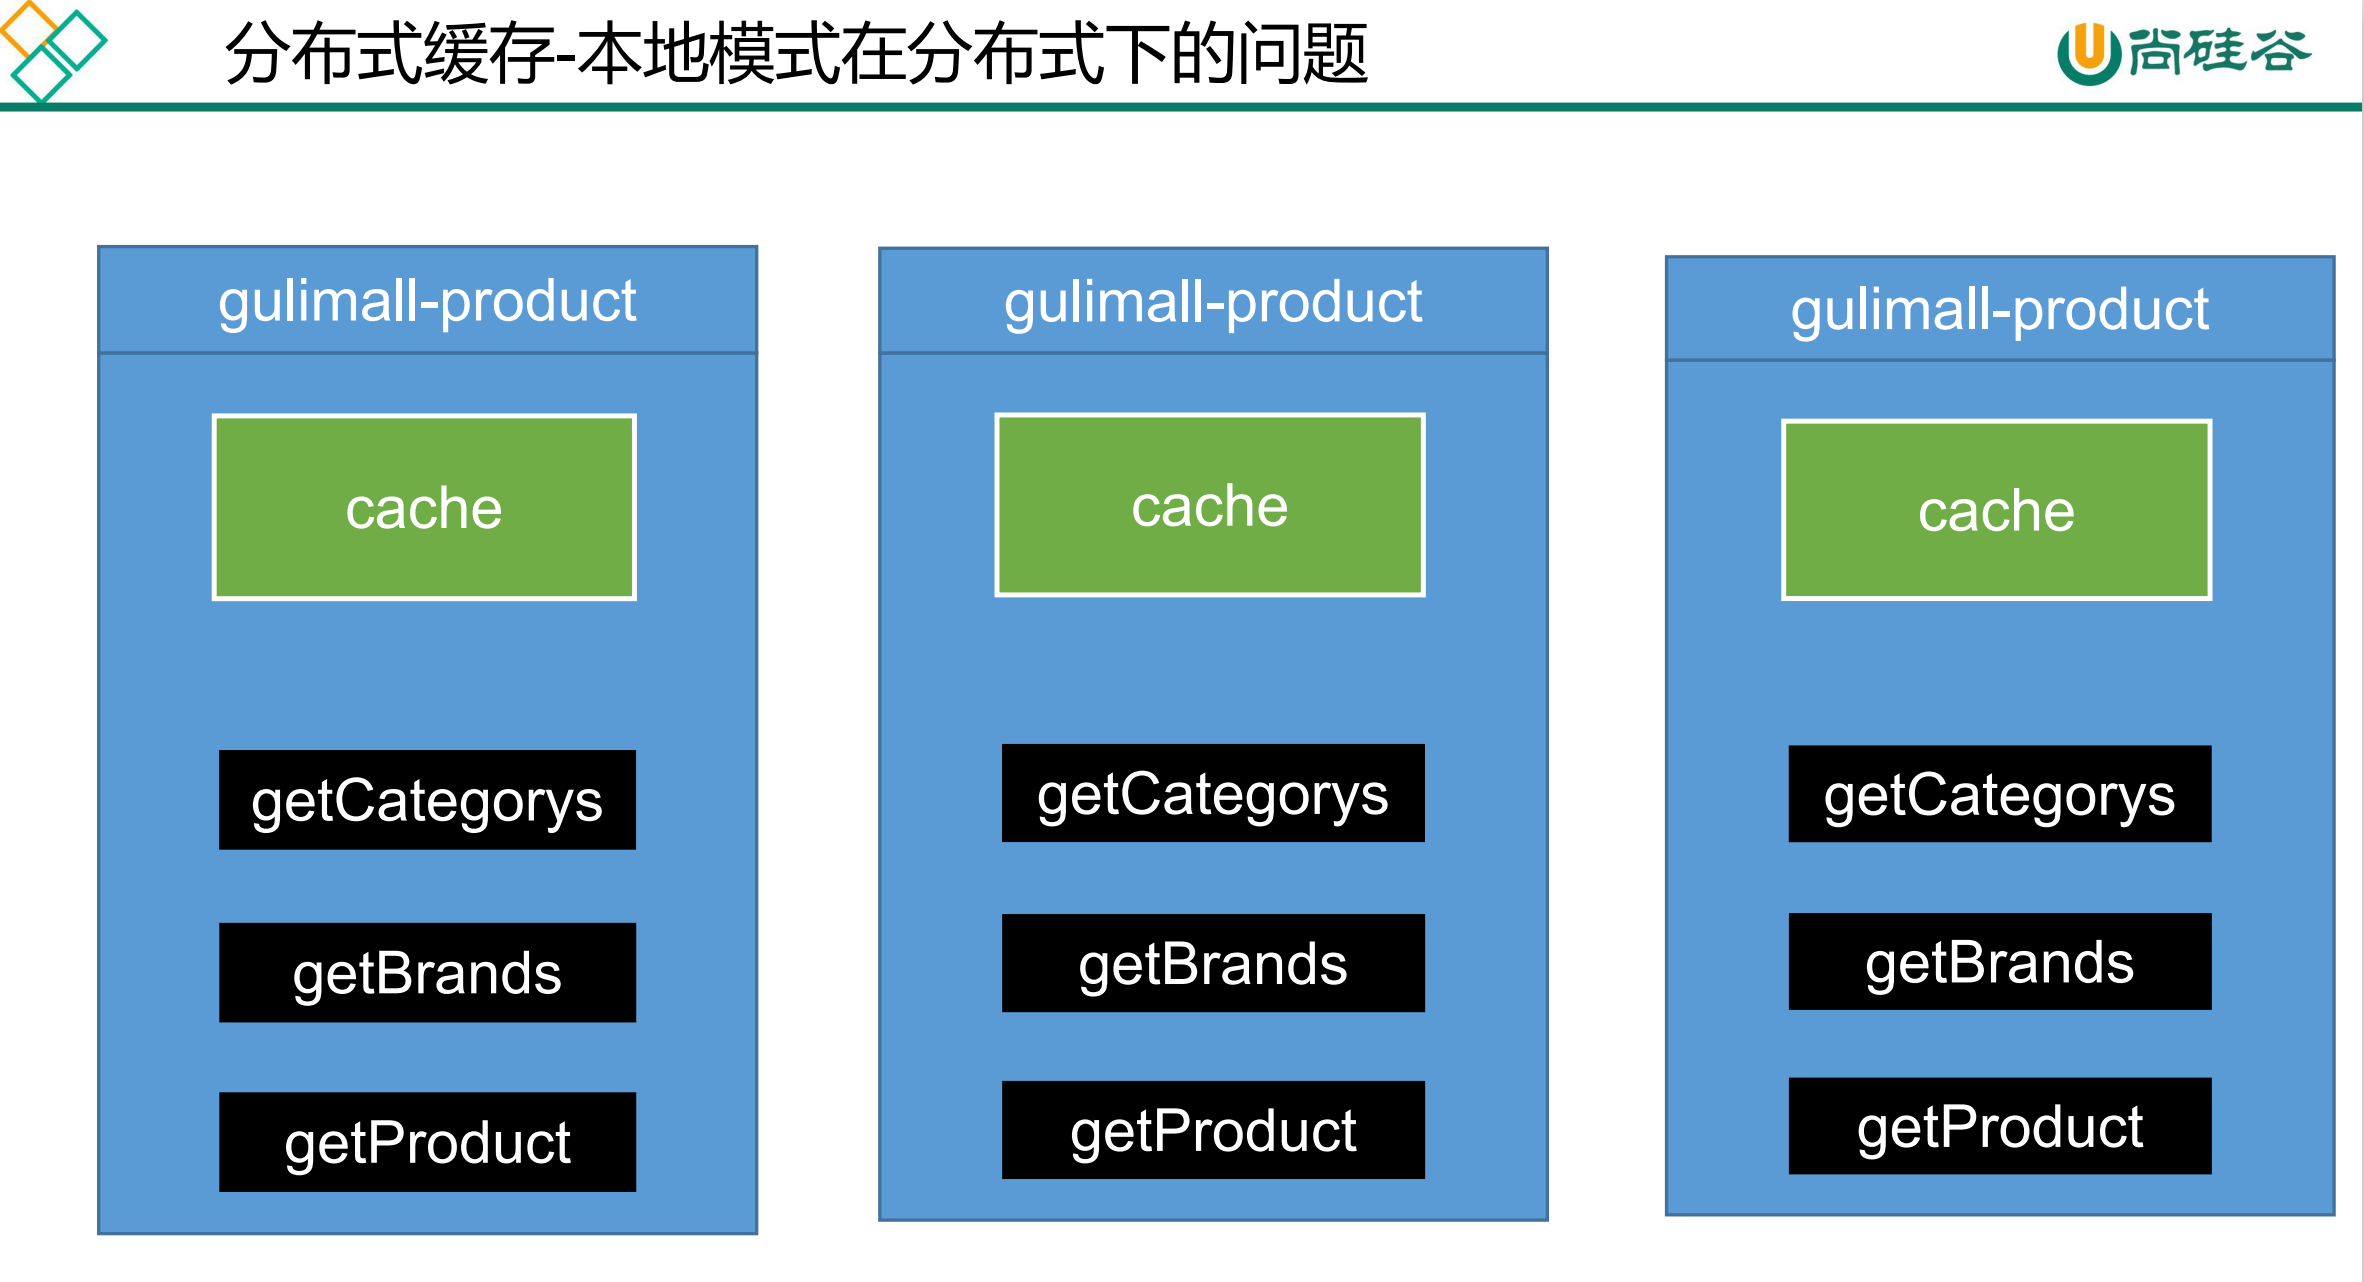 分布式缓存-本地模式在分布式下的问题
尚硅谷
gulimall-product
cache
getCategorys
getBrands
getProduct
gulimall-product
cache
getCategorys
getBrands
getProduct
gulimall-product
cache
getCategorys
getBrands
getProduct